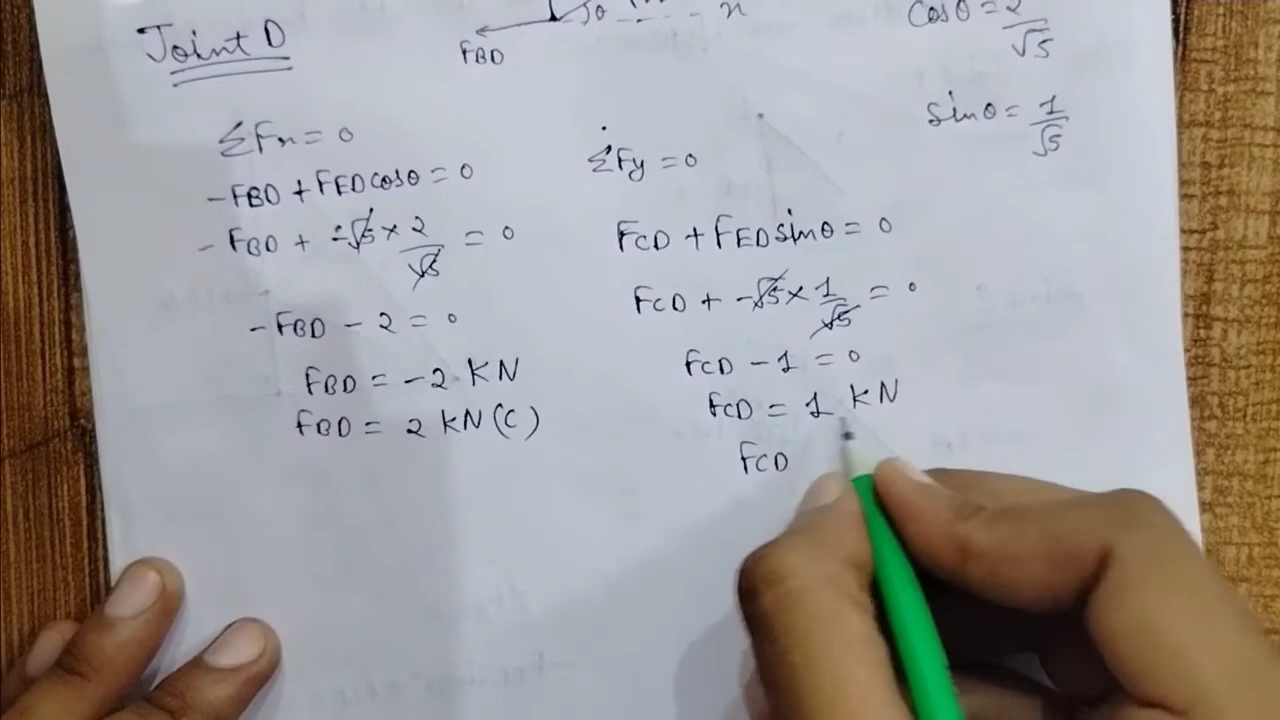 Joint D
FBD
θ
x
cosθ = 2/√5
sinθ = 1/√5
ΣFx = 0
-FBD + FED cosθ = 0
-FBD + -√5 × 2/√5 = 0
-FBD - 2 = 0
FBD = -2 KN
FBD = 2 KN (C)
ΣFy = 0
FCD + FED sinθ = 0
FCD + -√5 × 1/√5 = 0
FCD - 1 = 0
FCD = 1 KN
FCD